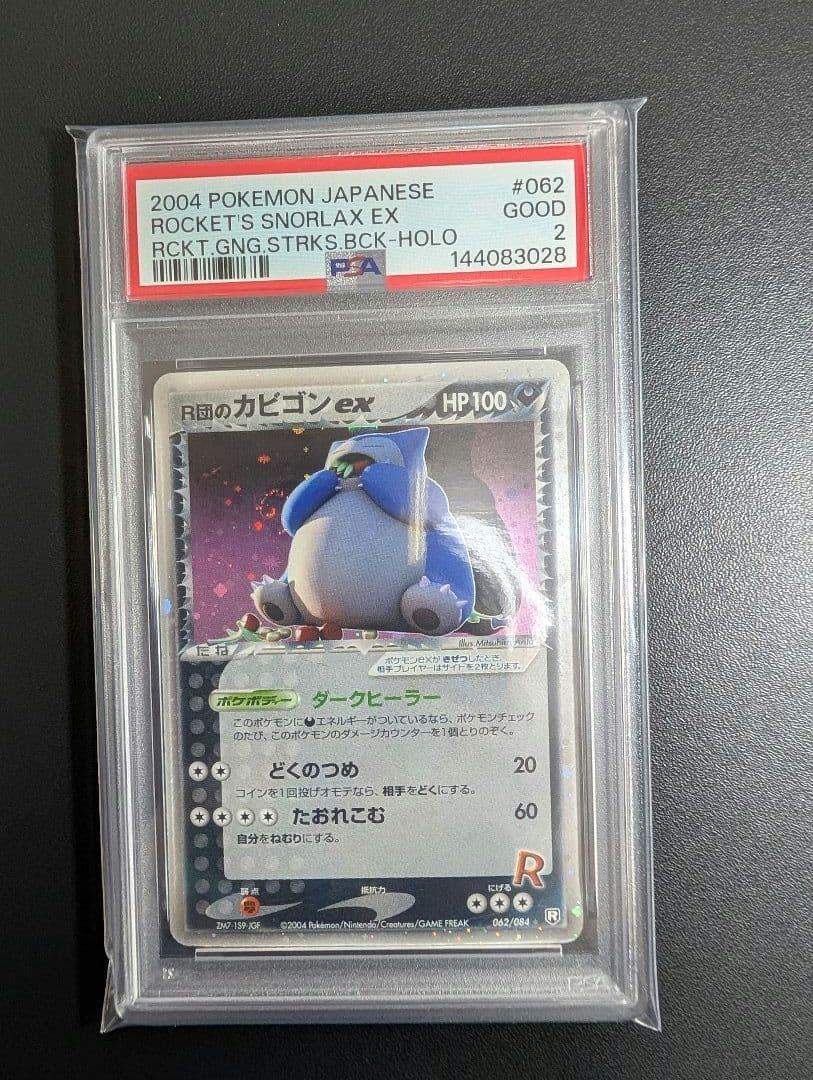 2004 POKEMON JAPANESE #062
ROCKET'S SNORLAX EX GOOD
RCKT.GNG.STRKS.BCK-HOLO 2
PSA 144083028
R団のカビゴンex HP100
Illus. Mitsuhiro Arita
たね
ポケモンexがきぜつしたとき、
相手プレイヤーはサイドを2枚とります。
ポケボディー ダークヒーラー
このポケモンにエネルギーがついているなら、ポケモンチェック
のたび、このポケモンのダメージカウンターを1個とりのぞく。
どくのつめ 20
コインを1回投げオモテなら、相手をどくにする。
たおれこむ 60
自分をねむりにする。
R
弱点 抵抗力 にげる
ZM7-159-JGF ©2004 Pokémon/Nintendo/Creatures/GAME FREAK 062/084 R